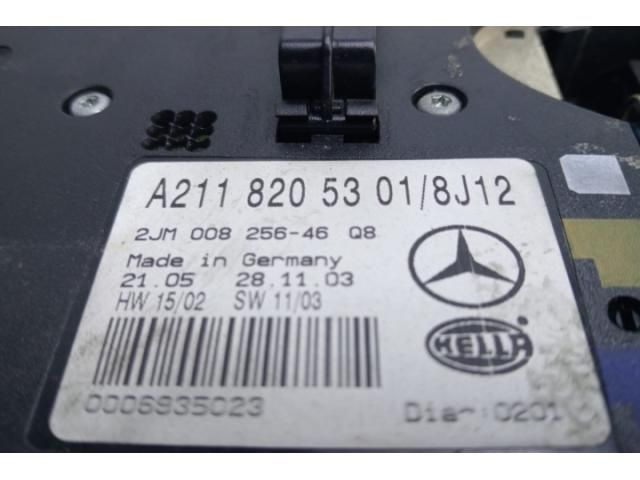 A211 820 53 01/8J12
2JM 008 256-46 Q8
Made in Germany
21.05 28.11.03
HW 15/02 SW 11/03
HELLA
0006935023 Dia-:0201